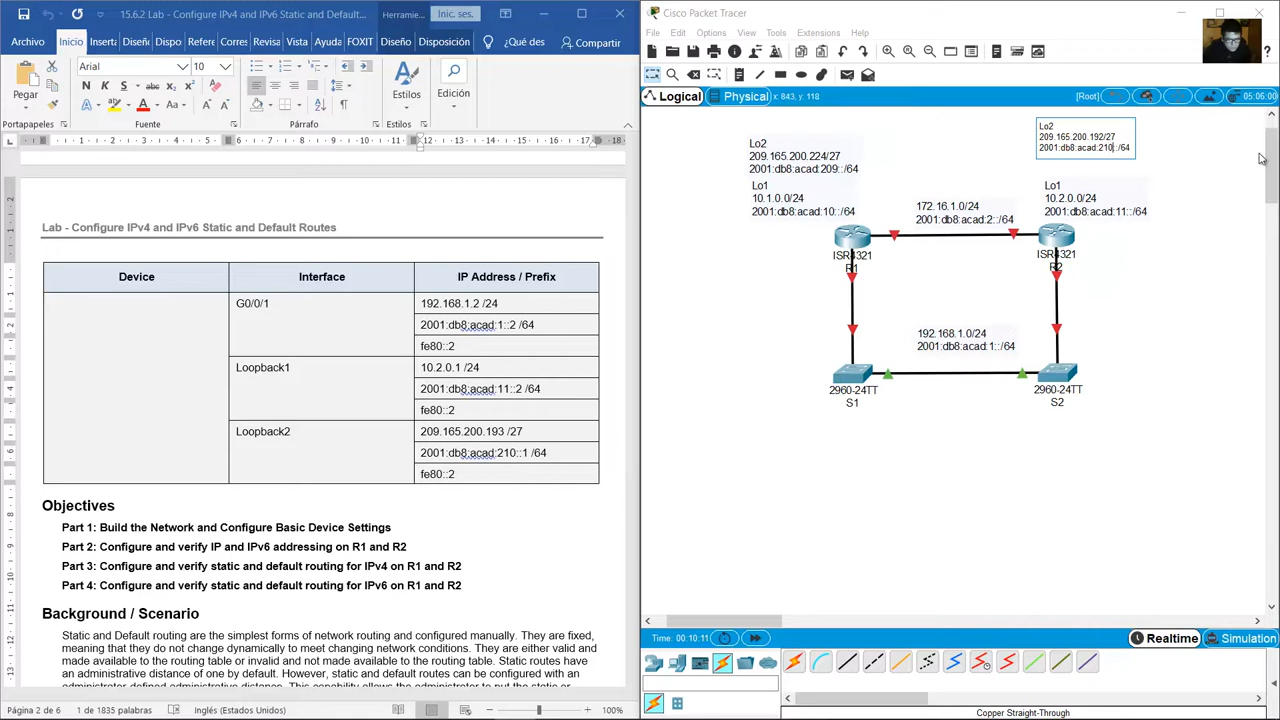 15.6.2 Lab - Configure IPv4 and IPv6 Static and Default...
Herramie...
Inic. ses.
Archivo
Inicio
Insert
Diseño
Dispo
Refere
Corres
Revisa
Vista
Ayuda
FOXIT
Diseño
Disposición
¿Qué des
Compartir
Pegar
Arial
10
N K S
Estilos
Edición
Portapapeles
Fuente
Párrafo
Estilos
Lab - Configure IPv4 and IPv6 Static and Default Routes
Device Interface IP Address / Prefix
G0/0/1 192.168.1.2 /24
2001:db8:acad:1::2 /64
fe80::2
Loopback1 10.2.0.1 /24
2001:db8:acad:11::2 /64
fe80::2
Loopback2 209.165.200.193 /27
2001:db8:acad:210::1 /64
fe80::2
Objectives
Part 1: Build the Network and Configure Basic Device Settings
Part 2: Configure and verify IP and IPv6 addressing on R1 and R2
Part 3: Configure and verify static and default routing for IPv4 on R1 and R2
Part 4: Configure and verify static and default routing for IPv6 on R1 and R2
Background / Scenario
Static and Default routing are the simplest forms of network routing and configured manually. They are fixed,
meaning that they do not change dynamically to meet changing network conditions. They are either valid and
made available to the routing table or invalid and not made available to the routing table. Static routes have
an administrative distance of one by default. However, static and default routes can be configured with an
Página 2 de 6
1 de 1835 palabras
Inglés (Estados Unidos)
100%
Cisco Packet Tracer
File Edit Options View Tools Extensions Help
Logical
Physical
x: 843, y: 118
[Root]
05:06:00
Lo2
209.165.200.192/27
2001:db8:acad:210::/64
Lo2
209.165.200.224/27
2001:db8:acad:209::/64
Lo1
10.1.0.0/24
2001:db8:acad:10::/64
172.16.1.0/24
2001:db8:acad:2::/64
Lo1
10.2.0.0/24
2001:db8:acad:11::/64
ISR4321
R1
ISR4321
R2
192.168.1.0/24
2001:db8:acad:1::/64
2960-24TT
S1
2960-24TT
S2
Time: 00:10:11
Realtime
Simulation
Copper Straight-Through